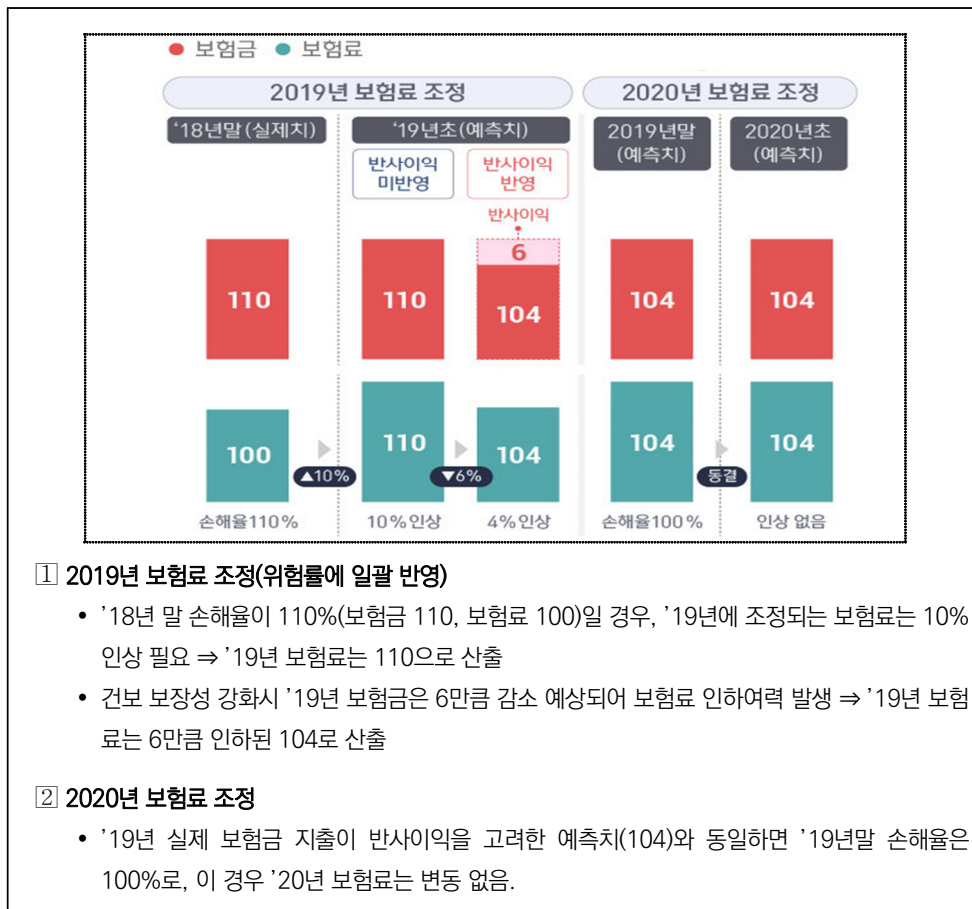 ● 보험금 ● 보험료
2019년 보험료 조정
2020년 보험료 조정
‘18년말(실제치)
‘19년초(예측치)
2019년말
(예측치)
2020년초
(예측치)
반사이익
미반영
반사이익
반영
반사이익
6
110
110
104
104
104
100
110
104
104
104
▲10%
▼6%
동결
손해율110%
10%인상
4%인상
손해율100%
인상 없음
1 2019년 보험료 조정(위험률에 일괄 반영)
• ’18년 말 손해율이 110%(보험금 110, 보험료 100)일 경우, ’19년에 조정되는 보험료는 10%
인상 필요 ⇒ ’19년 보험료는 110으로 산출
• 건보 보장성 강화시 ’19년 보험금은 6만큼 감소 예상되어 보험료 인하여력 발생 ⇒ ’19년 보험
료는 6만큼 인하된 104로 산출
2 2020년 보험료 조정
• ’19년 실제 보험금 지출이 반사이익을 고려한 예측치(104)와 동일하면 ’19년말 손해율은
100%로, 이 경우 ’20년 보험료는 변동 없음.